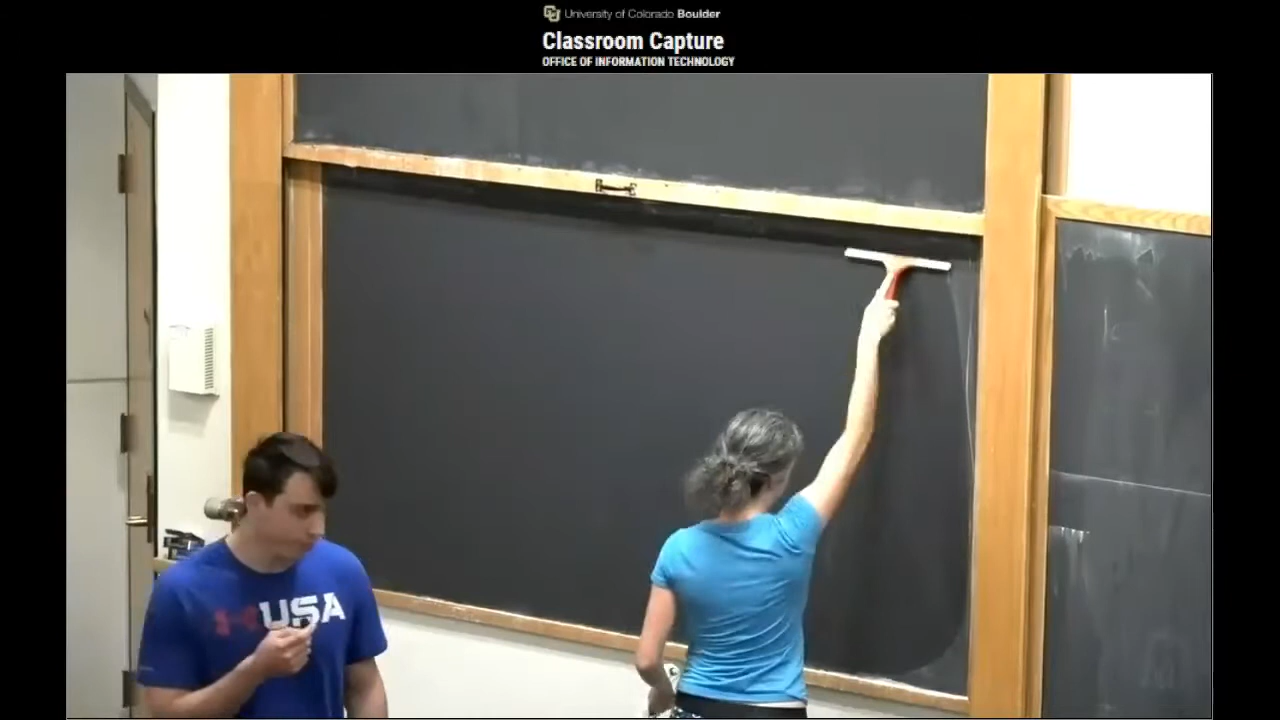 University of Colorado Boulder
Classroom Capture
OFFICE OF INFORMATION TECHNOLOGY
USA